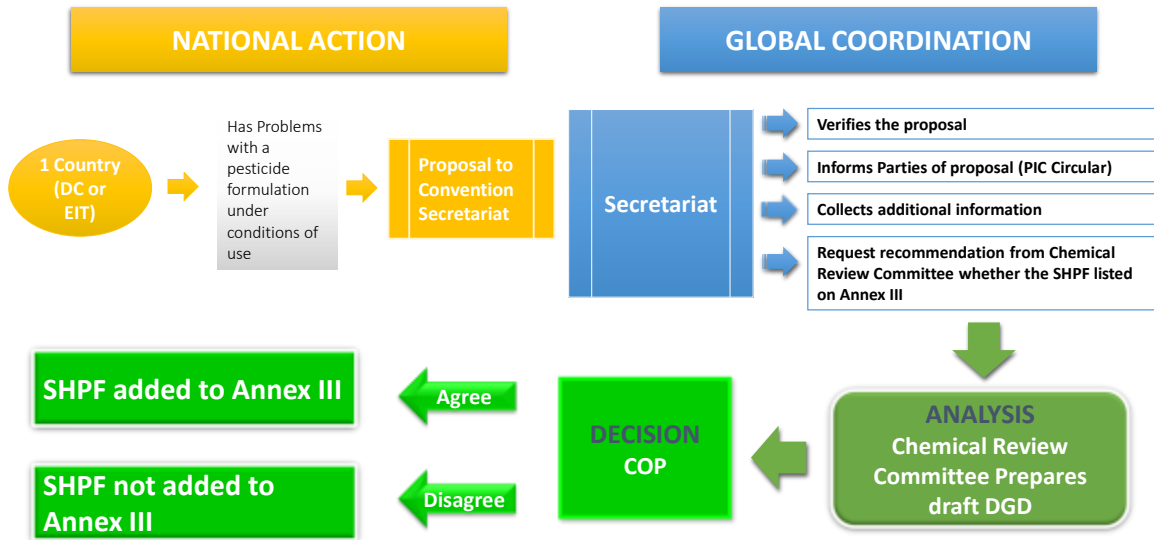 NATIONAL ACTION
GLOBAL COORDINATION
1 Country
(DC or
EIT)
Has Problems
with a
pesticide
formulation
under
conditions of
use
Proposal to
Convention
Secretariat
Secretariat
Verifies the proposal
Informs Parties of proposal (PIC Circular)
Collects additional information
Request recommendation from Chemical
Review Committee whether the SHPF listed
on Annex III
ANALYSIS
Chemical Review
Committee Prepares
draft DGD
DECISION
COP
Agree
SHPF added to Annex III
Disagree
SHPF not added to
Annex III